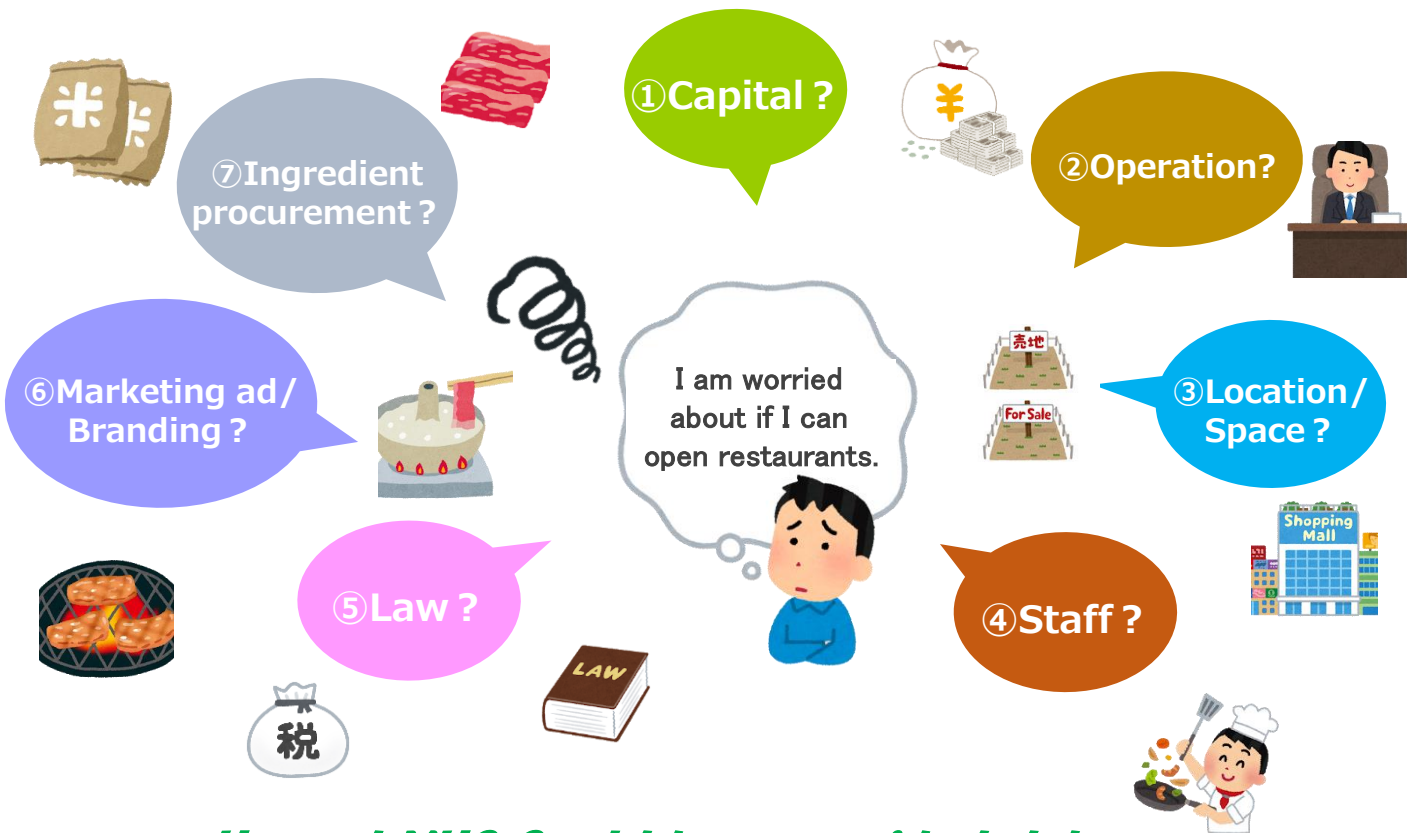 ①Capital？
②Operation?
③Location/
Space？
④Staff？
⑤Law？
⑥Marketing ad/
Branding？
⑦Ingredient
procurement？
I am worried
about if I can
open restaurants.
米
米
¥
売地
For Sale
Shopping
Mall
LAW
税